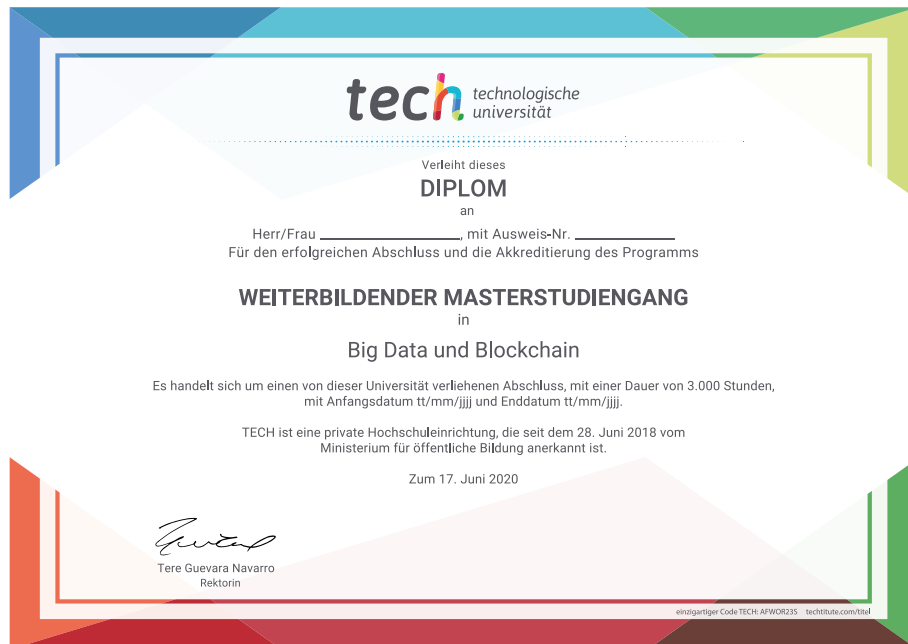 tech technologische
universität
Verleiht dieses
DIPLOM
an
Herr/Frau ____________________, mit Ausweis-Nr. ______________
Für den erfolgreichen Abschluss und die Akkreditierung des Programms
WEITERBILDENDER MASTERSTUDIENGANG
in
Big Data und Blockchain
Es handelt sich um einen von dieser Universität verliehenen Abschluss, mit einer Dauer von 3.000 Stunden,
mit Anfangsdatum tt/mm/jjjj und Enddatum tt/mm/jjjj.
TECH ist eine private Hochschuleinrichtung, die seit dem 28. Juni 2018 vom
Ministerium für öffentliche Bildung anerkannt ist.
Zum 17. Juni 2020
Tere Guevara Navarro
Rektorin
einzigartiger Code TECH: AFWOR23S techtitute.com/titel